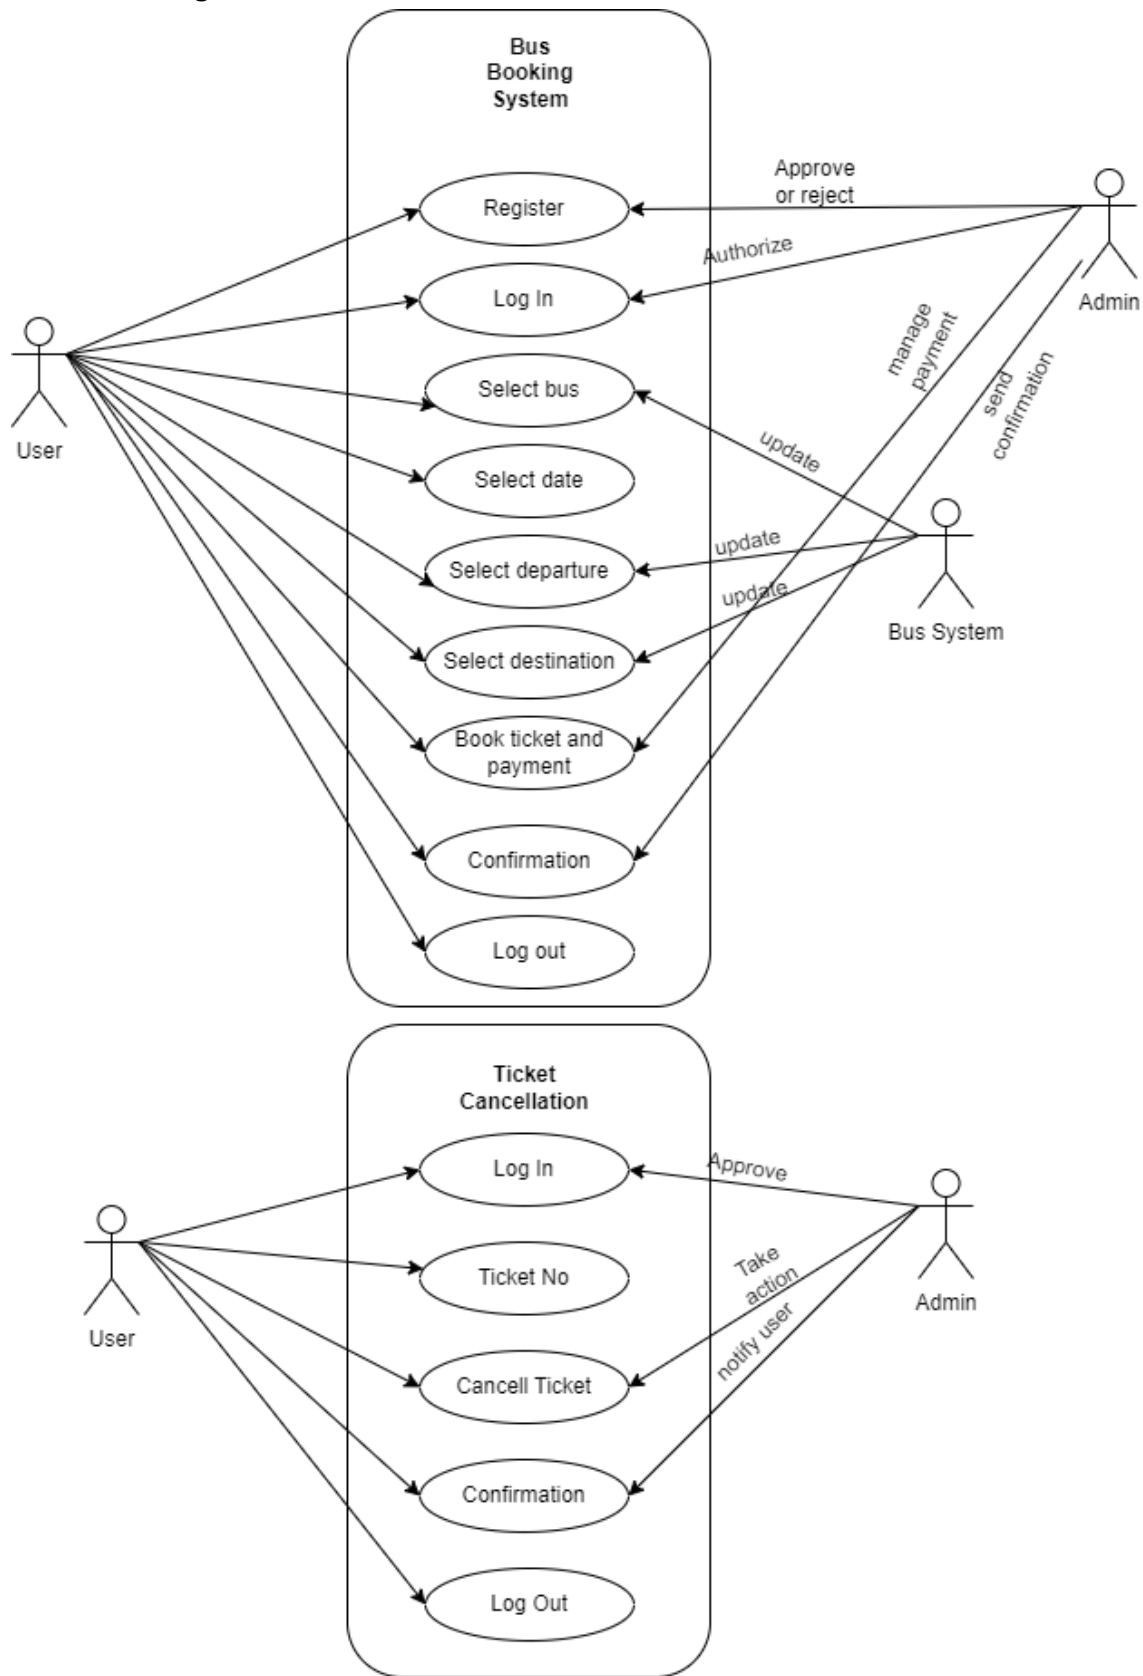 Bus
Booking
System
Approve
or reject
Register
Authorize
Log In
Admin
manage
payment
Select bus
send
confirmation
User
update
Select date
update
Select departure
update
Bus System
Select destination
Book ticket and
payment
Confirmation
Log out
Ticket
Cancellation
Log In
Approve
Take
action
Ticket No
Admin
User
notify user
Cancell Ticket
Confirmation
Log Out